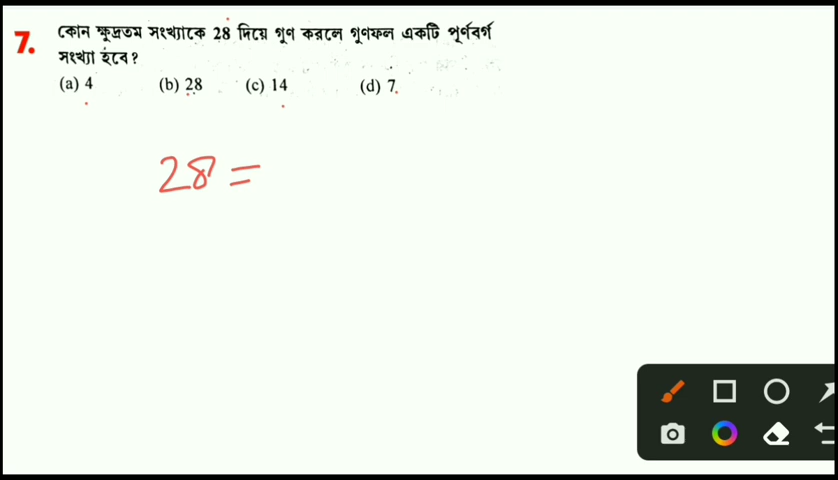 7. কোন ক্ষুদ্রতম সংখ্যাকে 28 দিয়ে গুণ করলে গুণফল একটি পূর্ণবর্গ
সংখ্যা হবে?
(a) 4 (b) 28 (c) 14 (d) 7
28 =